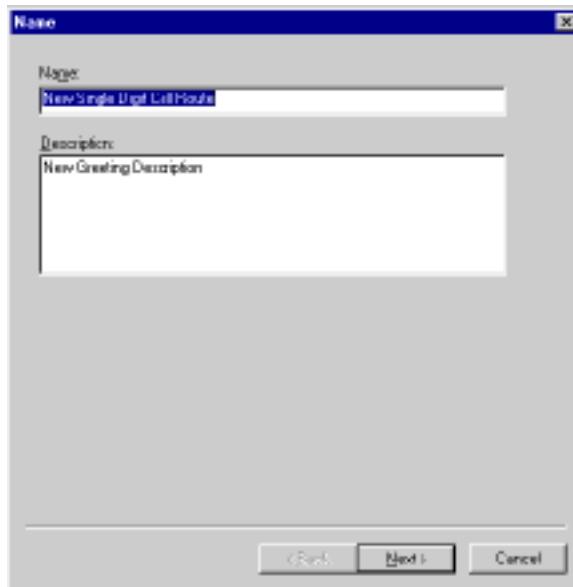 Name
Name:
New Single Digit Call Route
Description:
New Greeting Description
< Back
Next >
Cancel